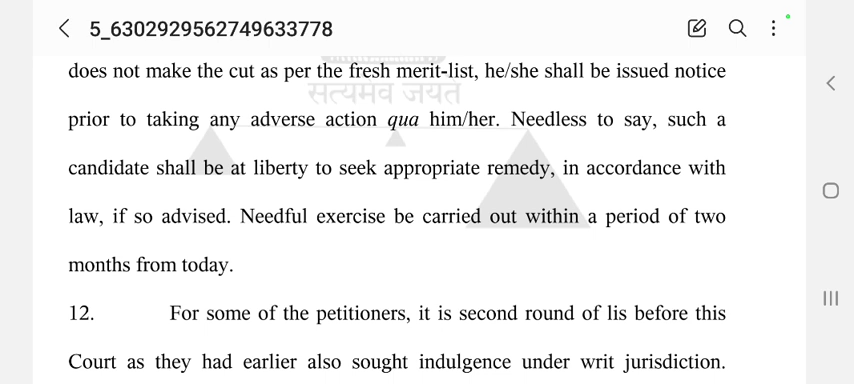 5_6302929562749633778
does not make the cut as per the fresh merit-list, he/she shall be issued notice
सत्यमेव जयते
prior to taking any adverse action qua him/her. Needless to say, such a
candidate shall be at liberty to seek appropriate remedy, in accordance with
law, if so advised. Needful exercise be carried out within a period of two
months from today.
12. For some of the petitioners, it is second round of lis before this
Court as they had earlier also sought indulgence under writ jurisdiction.